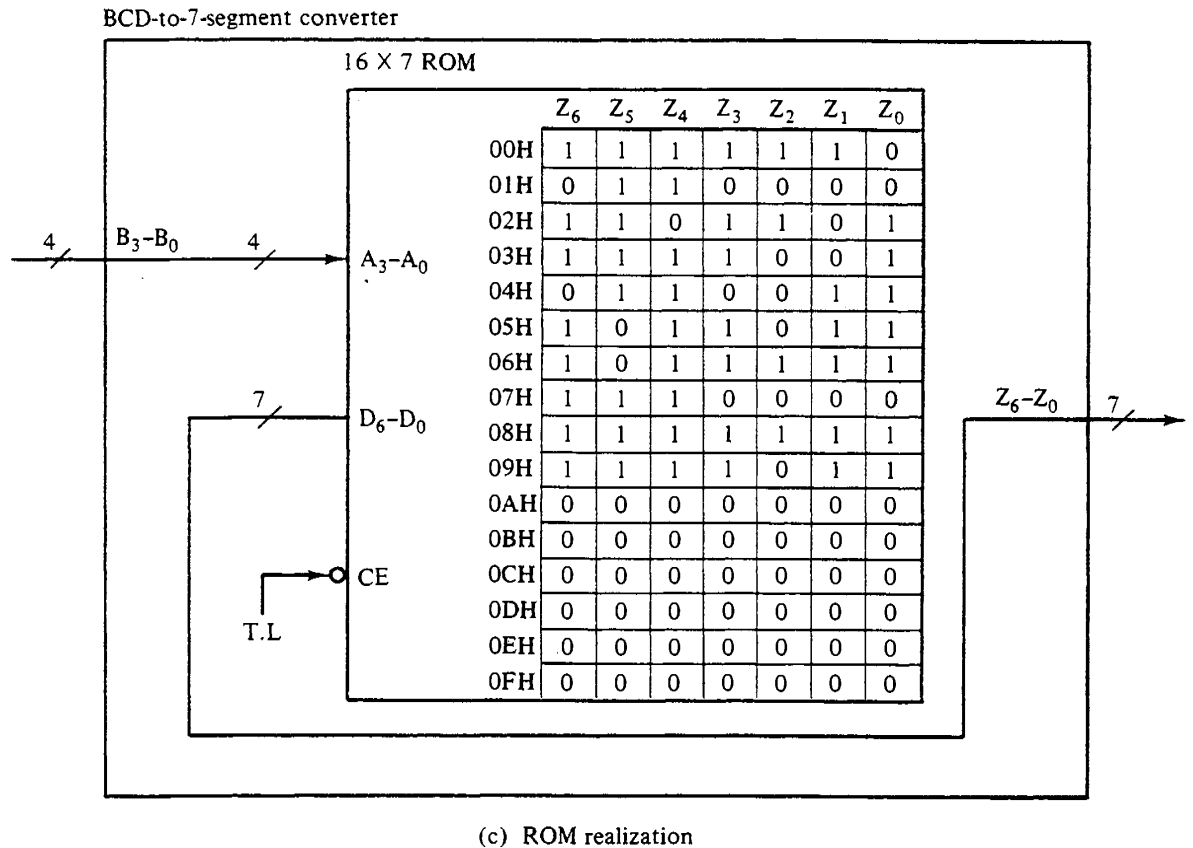 BCD-to-7-segment converter
16 X 7 ROM
Z6 Z5 Z4 Z3 Z2 Z1 Z0
00H 1 1 1 1 1 1 0
01H 0 1 1 0 0 0 0
02H 1 1 0 1 1 0 1
4 B3–B0 4 A3–A0
03H 1 1 1 1 0 0 1
04H 0 1 1 0 0 1 1
05H 1 0 1 1 0 1 1
06H 1 0 1 1 1 1 1
07H 1 1 1 0 0 0 0
7 D6–D0 Z6–Z0 7
08H 1 1 1 1 1 1 1
09H 1 1 1 1 0 1 1
0AH 0 0 0 0 0 0 0
0BH 0 0 0 0 0 0 0
0CH 0 0 0 0 0 0 0
CE
0DH 0 0 0 0 0 0 0
T.L
0EH 0 0 0 0 0 0 0
0FH 0 0 0 0 0 0 0
(c) ROM realization